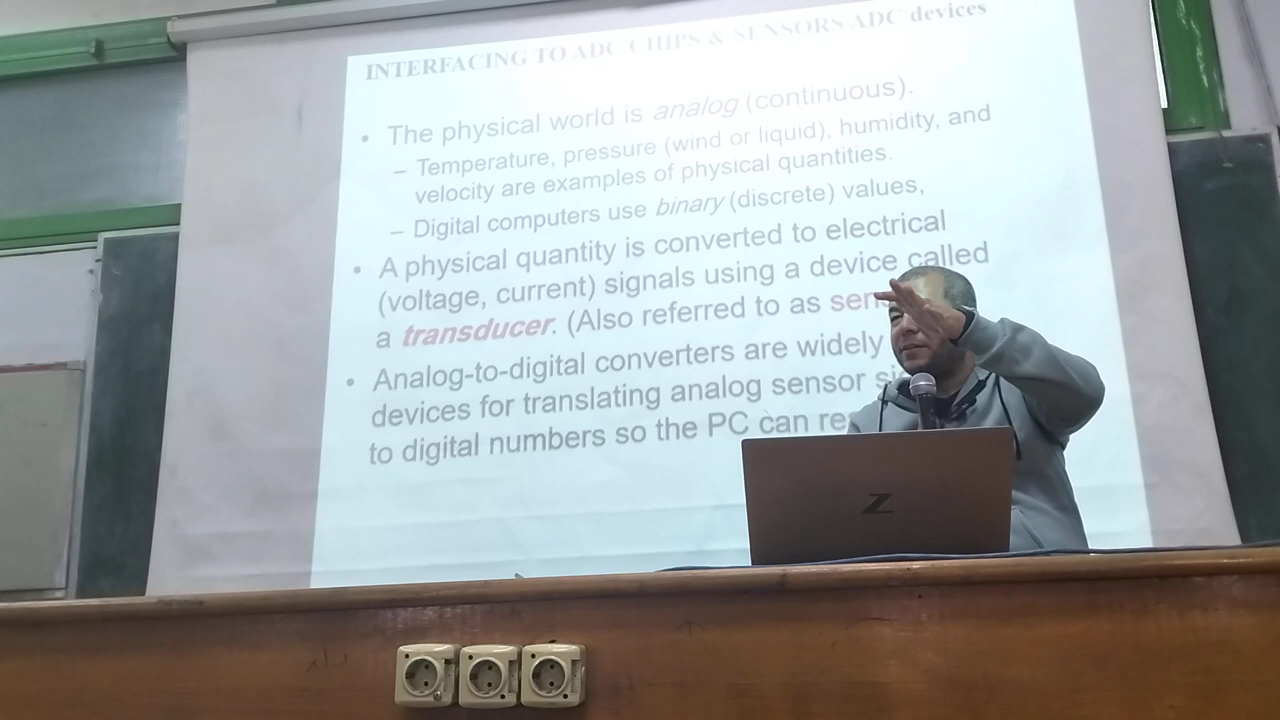 INTERFACING TO ADC CHIPS & SENSORS ADC devices
• The physical world is analog (continuous).
– Temperature, pressure (wind or liquid), humidity, and
velocity are examples of physical quantities.
– Digital computers use binary (discrete) values,
• A physical quantity is converted to electrical
(voltage, current) signals using a device called
a transducer. (Also referred to as
• Analog-to-digital converters are widely
devices for translating analog sensor
to digital numbers so the PC can
Z